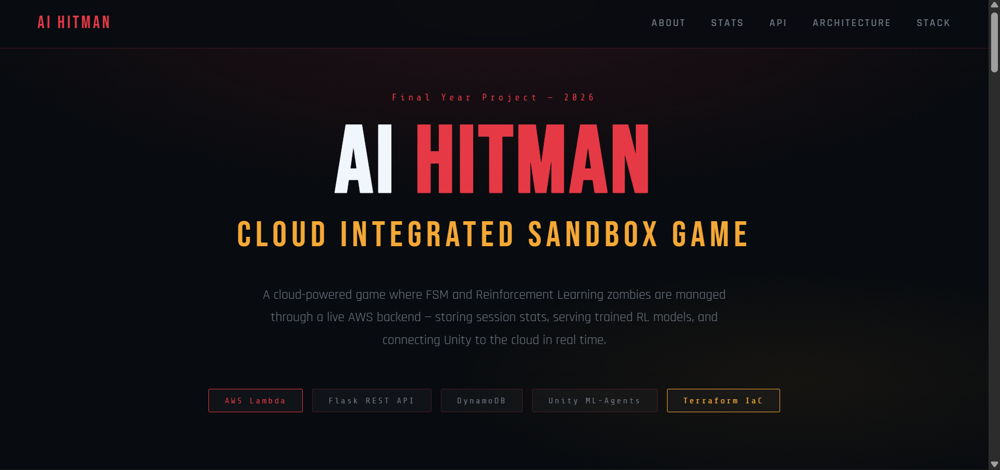 AI HITMAN
ABOUT
STATS
API
ARCHITECTURE
STACK
Final Year Project — 2026
AI HITMAN
CLOUD INTEGRATED SANDBOX GAME
A cloud-powered game where FSM and Reinforcement Learning zombies are managed
through a live AWS backend — storing session stats, serving trained RL models, and
connecting Unity to the cloud in real time.
AWS Lambda
Flask REST API
DynamoDB
Unity ML-Agents
Terraform IaC